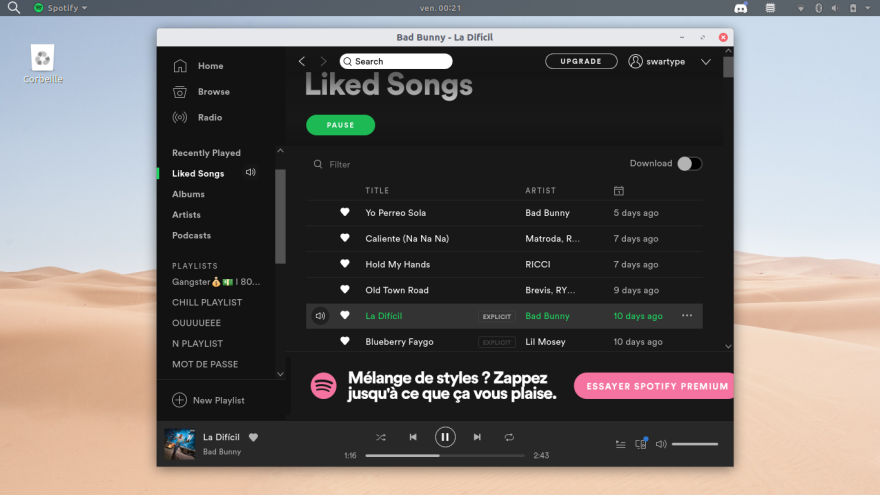 Spotify
ven. 00:21
Corbeille
Bad Bunny - La Difícil
Home
Browse
Radio
Recently Played
Liked Songs
Albums
Artists
Podcasts
PLAYLISTS
Gangster💰💵 I 80...
CHILL PLAYLIST
OUUUUEEE
N PLAYLIST
MOT DE PASSE
New Playlist
Search
UPGRADE
swartype
Liked Songs
PAUSE
Filter
Download
TITLE ARTIST
Yo Perreo Sola Bad Bunny 5 days ago
Caliente (Na Na Na) Matroda, R... 7 days ago
Hold My Hands RICCI 7 days ago
Old Town Road Brevis, RY... 9 days ago
La Difícil EXPLICIT Bad Bunny 10 days ago
Blueberry Faygo EXPLICIT Lil Mosey 10 days ago
Mélange de styles ? Zappez
jusqu'à ce que ça vous plaise.
ESSAYER SPOTIFY PREMIUM
La Difícil
Bad Bunny
1:16
2:43